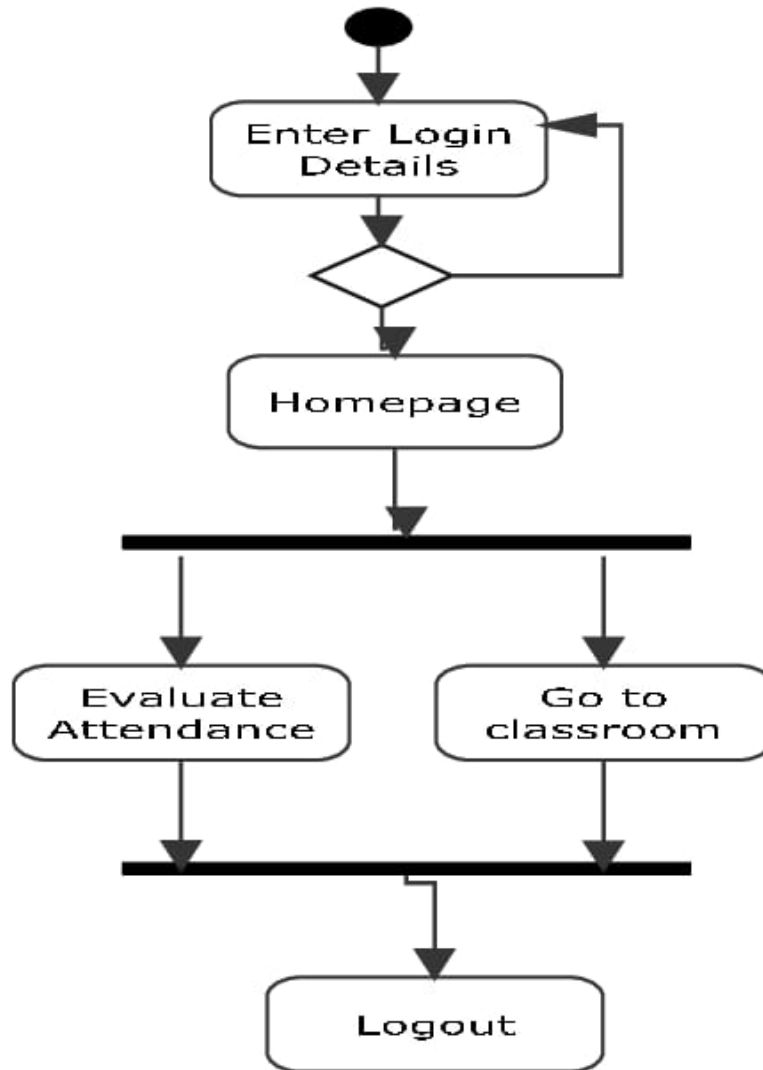 Enter Login
Details
Homepage
Evaluate
Attendance
Go to
classroom
Logout